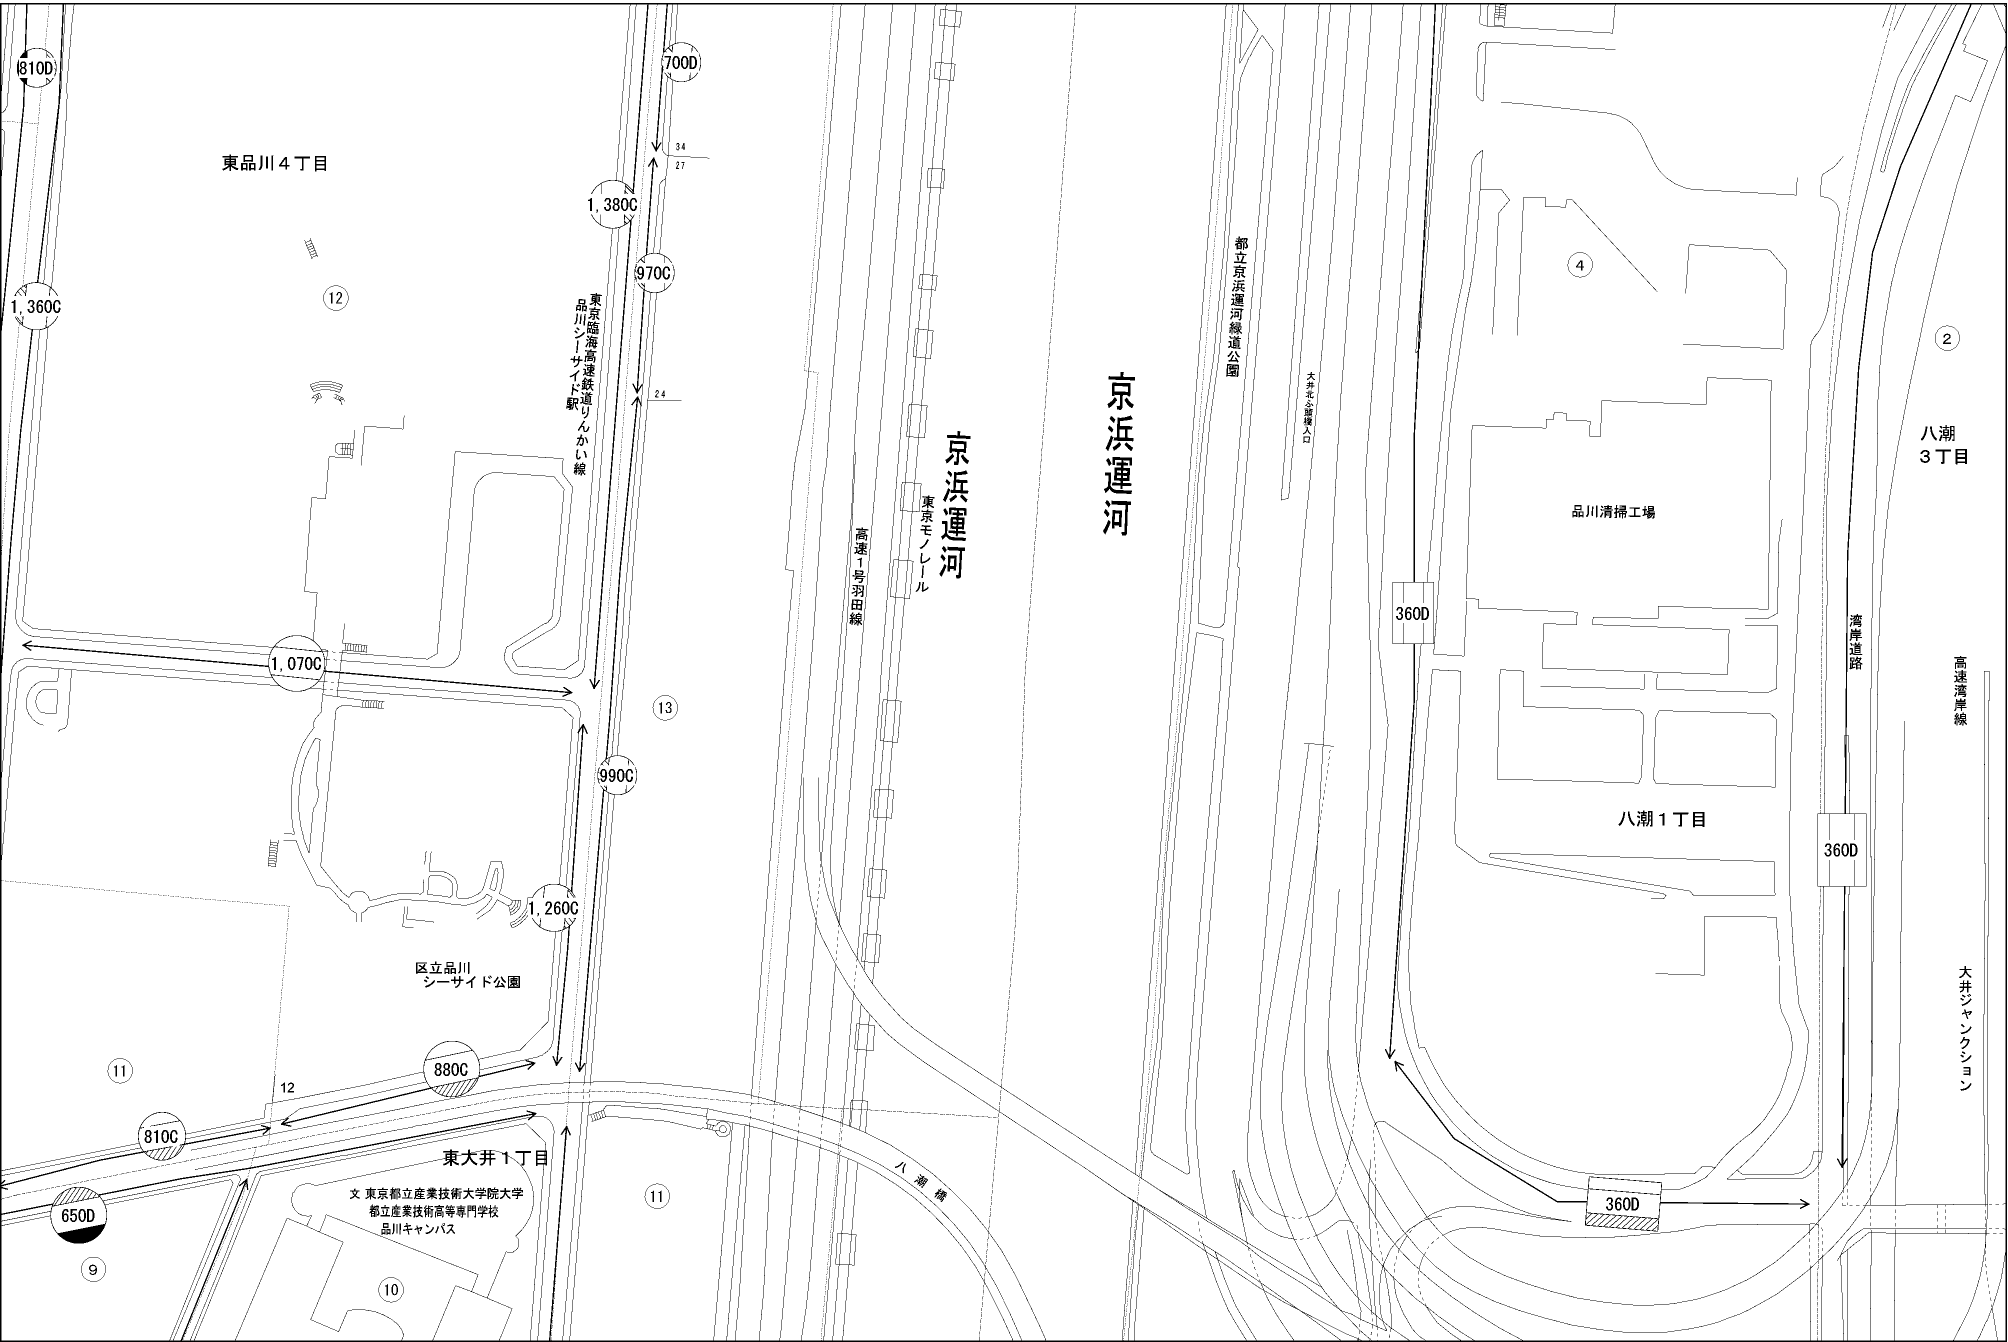 810D
700D
34
27
東品川4丁目
1,380C
970C
④
⑫
1,360C
都立京浜運河緑道公園
東京臨海高速鉄道りんかい線
品川シーサイド駅
②
24
大井北ふ頭橋入口
京浜運河
京浜運河
八潮
3丁目
東京モノレール
高速1号羽田線
品川清掃工場
360D
湾岸道路
高速湾岸線
1,070C
⑬
990C
八潮1丁目
360D
1,260C
区立品川
シーサイド公園
大井ジャンクション
⑪
880C
12
810C
東大井1丁目
八潮橋
文 東京都立産業技術大学院大学
都立産業技術高等専門学校
品川キャンパス
⑪
360D
650D
⑨
⑩